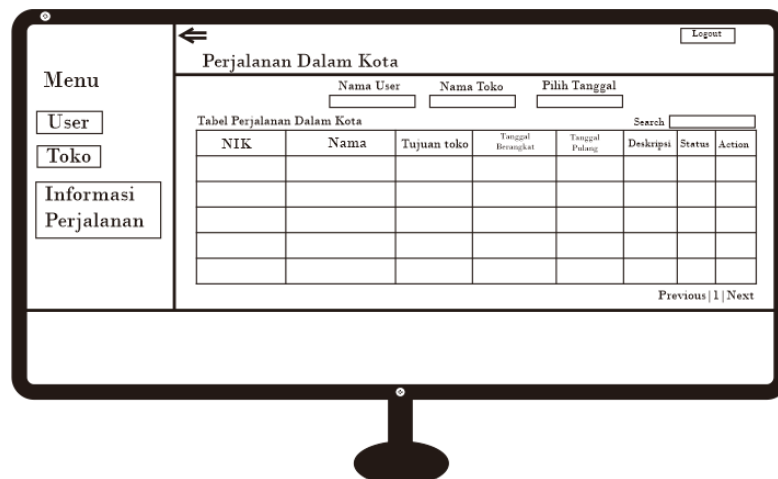 Logout
Perjalanan Dalam Kota
Menu
User
Toko
Informasi
Perjalanan
Nama User Nama Toko Pilih Tanggal
Tabel Perjalanan Dalam Kota Search
NIK Nama Tujuan toko Tanggal Berangkat Tanggal Pulang Deskripsi Status Action
Previous|1|Next